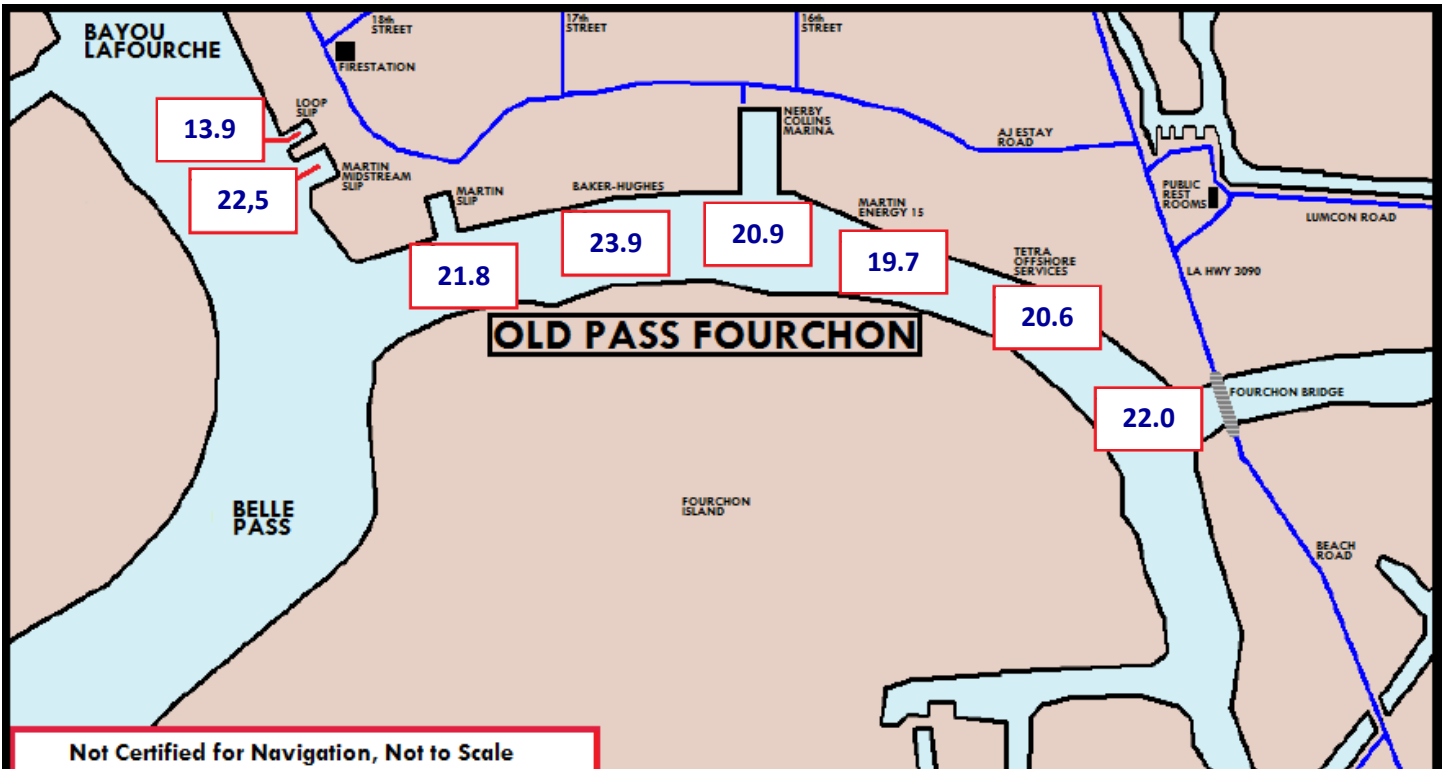 BAYOU
LAFOURCHE
18th
STREET
17th
STREET
16th
STREET
FIRESTATION
LOOP
SLIP
13.9
NERBY
COLLINS
MARINA
AJ ESTAY
ROAD
MARTIN
MIDSTREAM
SLIP
22,5
MARTIN
SLIP
BAKER-HUGHES
PUBLIC
REST
ROOMS
MARTIN
ENERGY 15
LUMCON ROAD
21.8
23.9
20.9
19.7
TETRA
OFFSHORE
SERVICES
LA HWY 3090
20.6
OLD PASS FOURCHON
FOURCHON BRIDGE
22.0
BELLE
PASS
FOURCHON
ISLAND
BEACH
ROAD
Not Certified for Navigation, Not to Scale